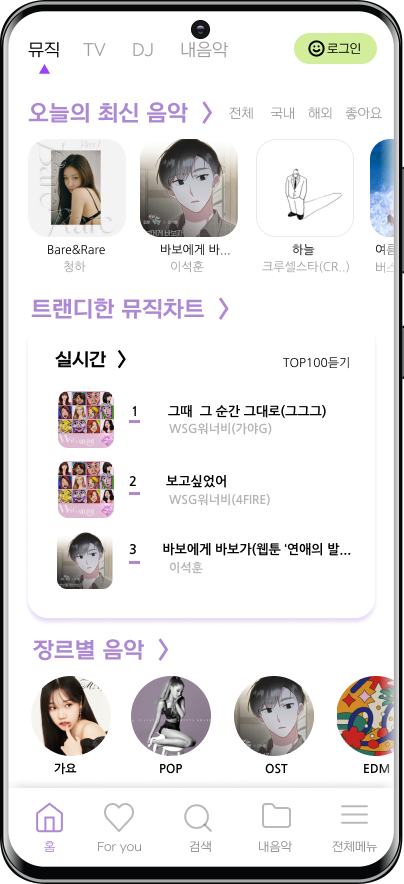 뮤직 TV DJ 내음악 로그인
오늘의 최신 음악 〉 전체 국내 해외 좋아요
Bare&Rare 바보에게 바... 하늘 여름
청하 이석훈 크루셀스타(CR..) 버스
트랜디한 뮤직차트 〉
실시간 〉 TOP100듣기
1 그때 그 순간 그대로(그그그)
WSG워너비(가야G)
2 보고싶었어
WSG워너비(4FIRE)
3 바보에게 바보가(웹툰 ‘연애의 발...
이석훈
장르별 음악 〉
가요 POP OST EDM
홈 For you 검색 내음악 전체메뉴